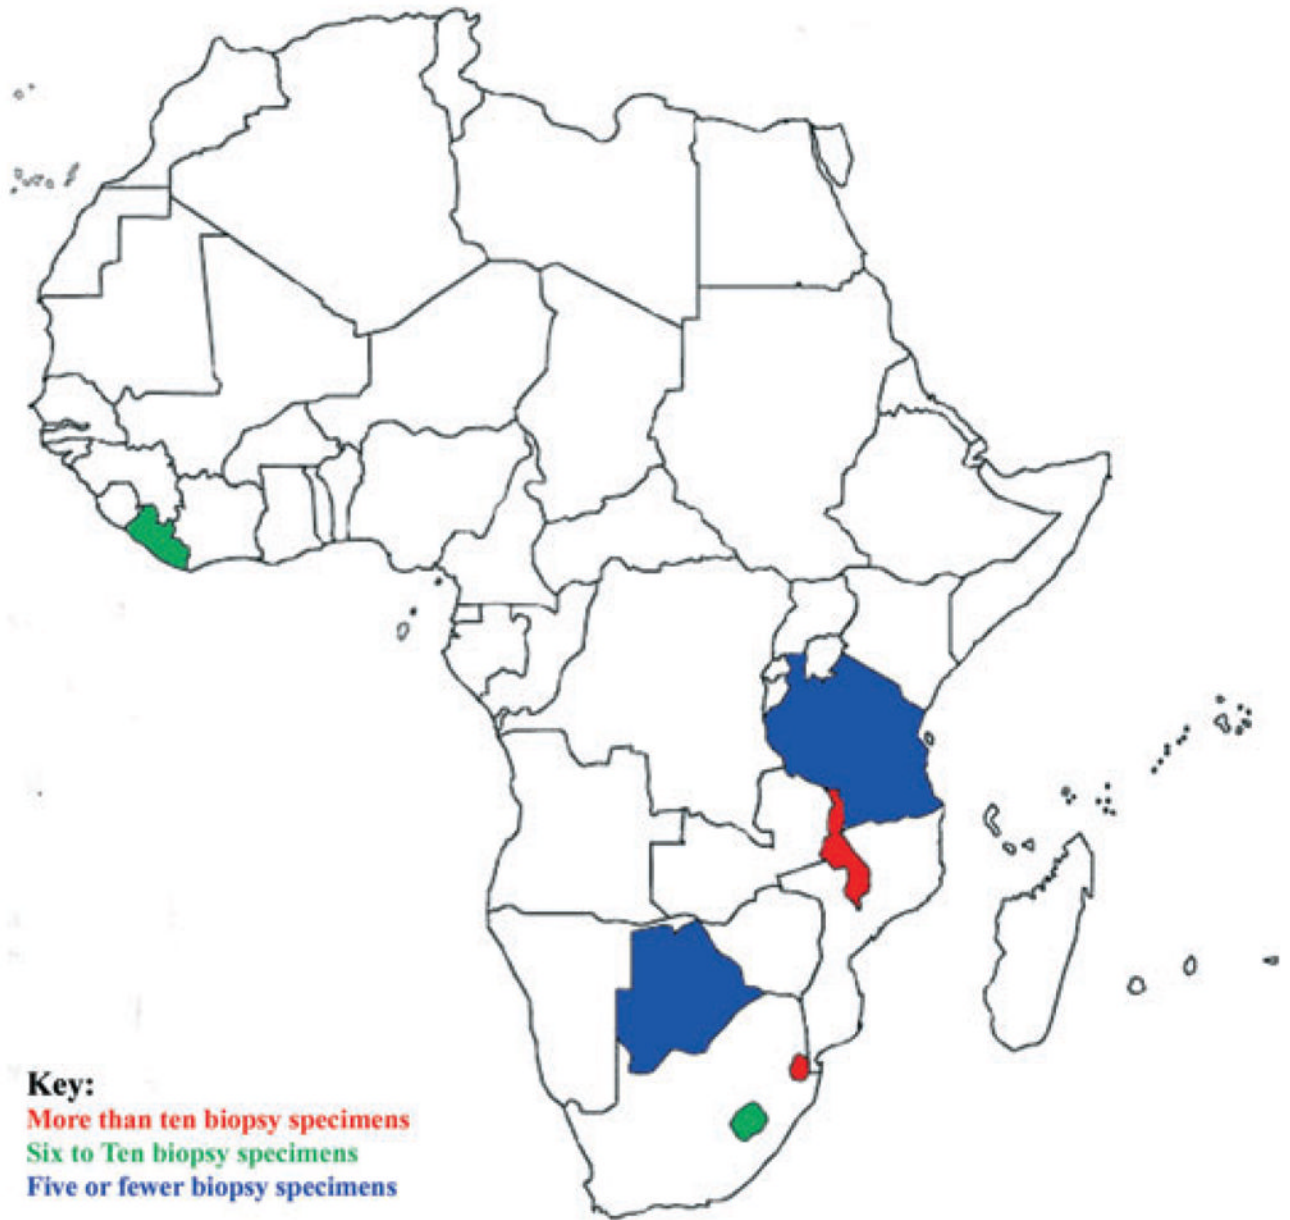 Key:
More than ten biopsy specimens
Six to Ten biopsy specimens
Five or fewer biopsy specimens